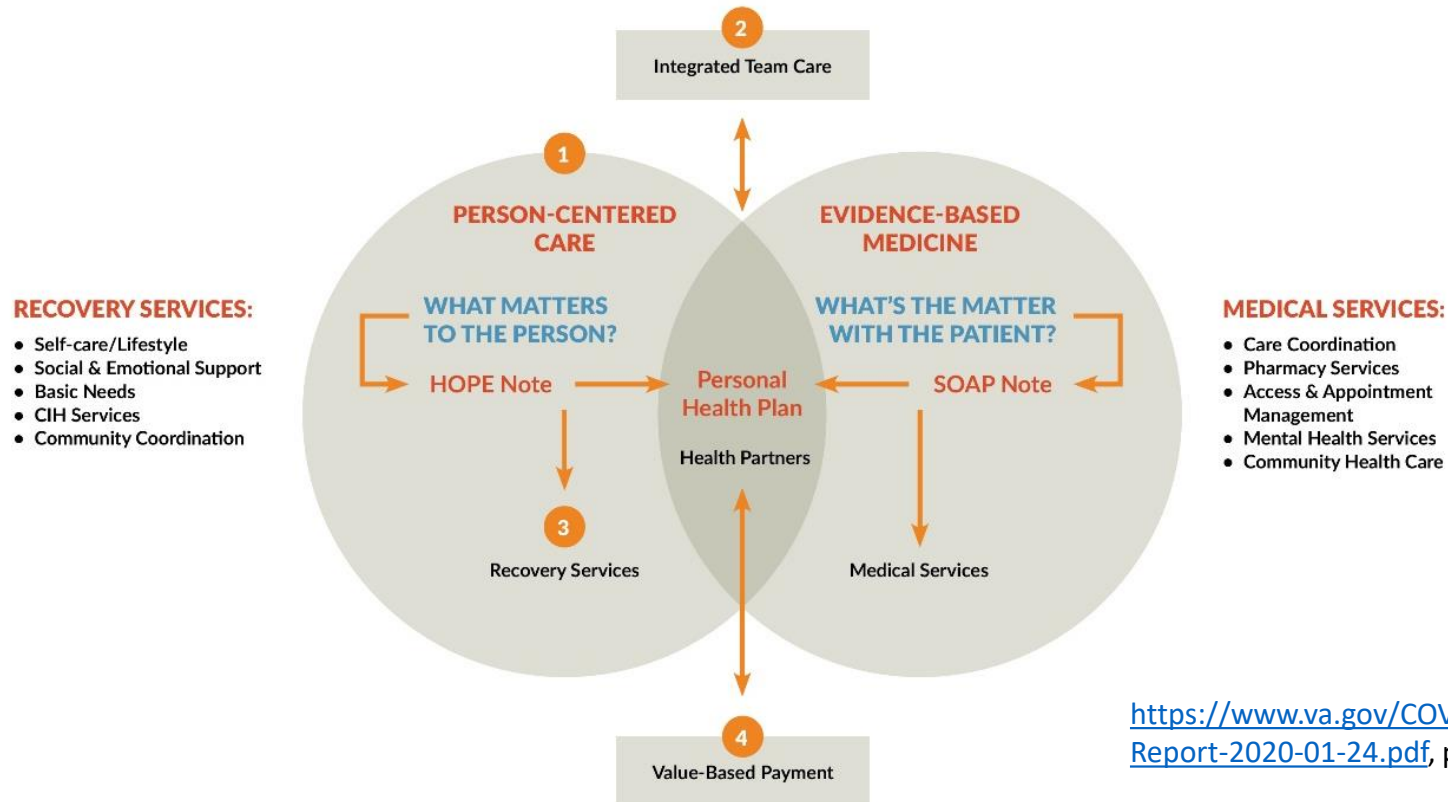 2
Integrated Team Care
1
PERSON-CENTERED
CARE
EVIDENCE-BASED
MEDICINE
RECOVERY SERVICES:
• Self-care/Lifestyle
• Social & Emotional Support
• Basic Needs
• CIH Services
• Community Coordination
WHAT MATTERS
TO THE PERSON?
HOPE Note
WHAT'S THE MATTER
WITH THE PATIENT?
SOAP Note
Personal
Health Plan
Health Partners
MEDICAL SERVICES:
• Care Coordination
• Pharmacy Services
• Access & Appointment
Management
• Mental Health Services
• Community Health Care
3
Recovery Services
Medical Services
https://www.va.gov/COV
Report-2020-01-24.pdf, p
4
Value-Based Payment